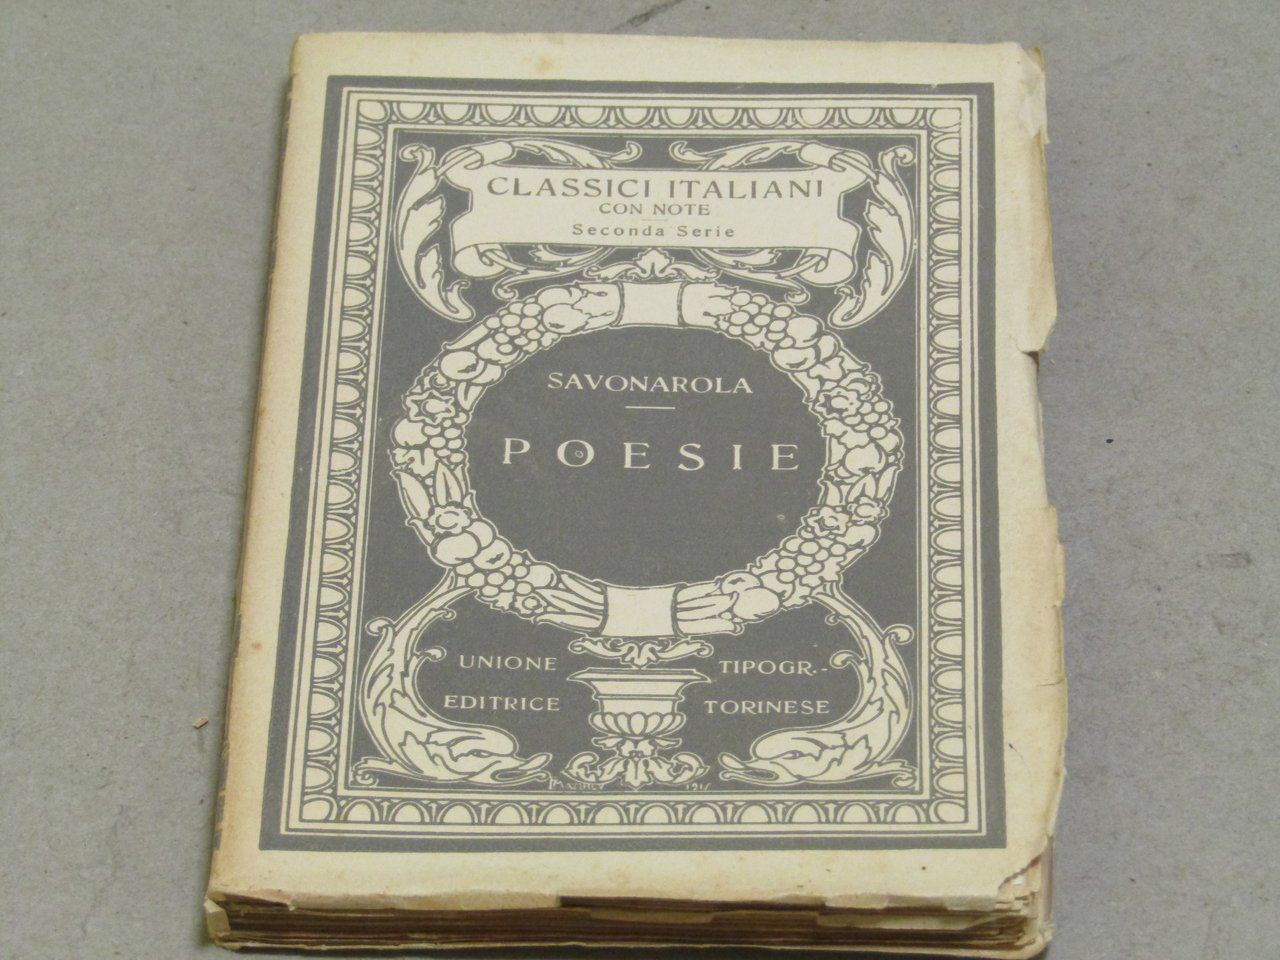 CLASSICI ITALIANI
CON NOTE
Seconda Serie
SAVONAROLA
POESIE
UNIONE TIPOGR.-
EDITRICE TORINESE